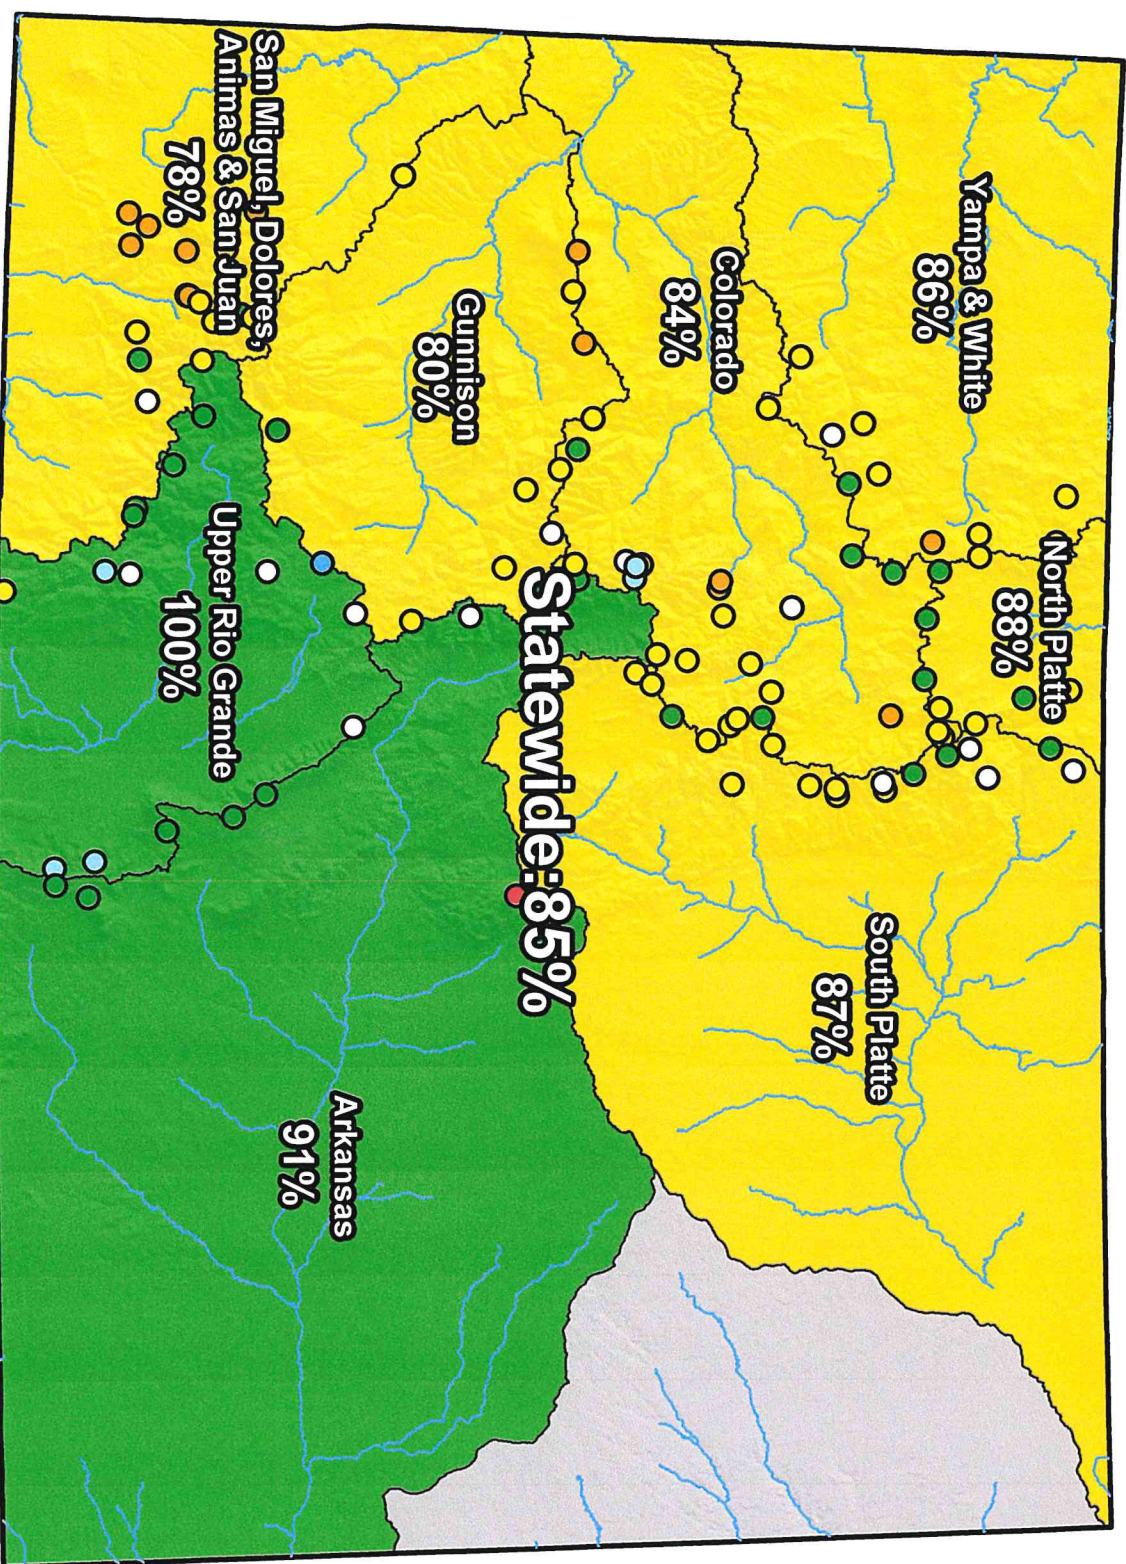 Yampa & White
86%
North Platte
88%
Colorado
84%
South Platte
87%
Gunnison
80%
Statewide:85%
San Miguel, Dolores,
Animas & San Juan
78%
Upper Rio Grande
100%
Arkansas
91%